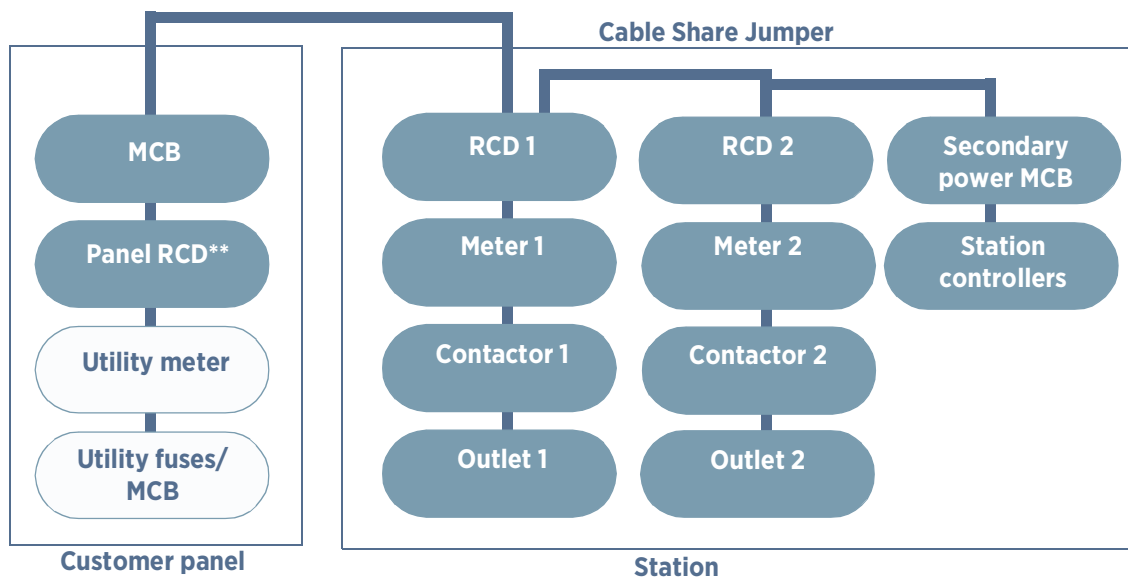 Cable Share Jumper
MCB
Panel RCD**
Utility meter
Utility fuses/
MCB
Customer panel
RCD 1
Meter 1
Contactor 1
Outlet 1
RCD 2
Meter 2
Contactor 2
Outlet 2
Secondary
power MCB
Station
controllers
Station